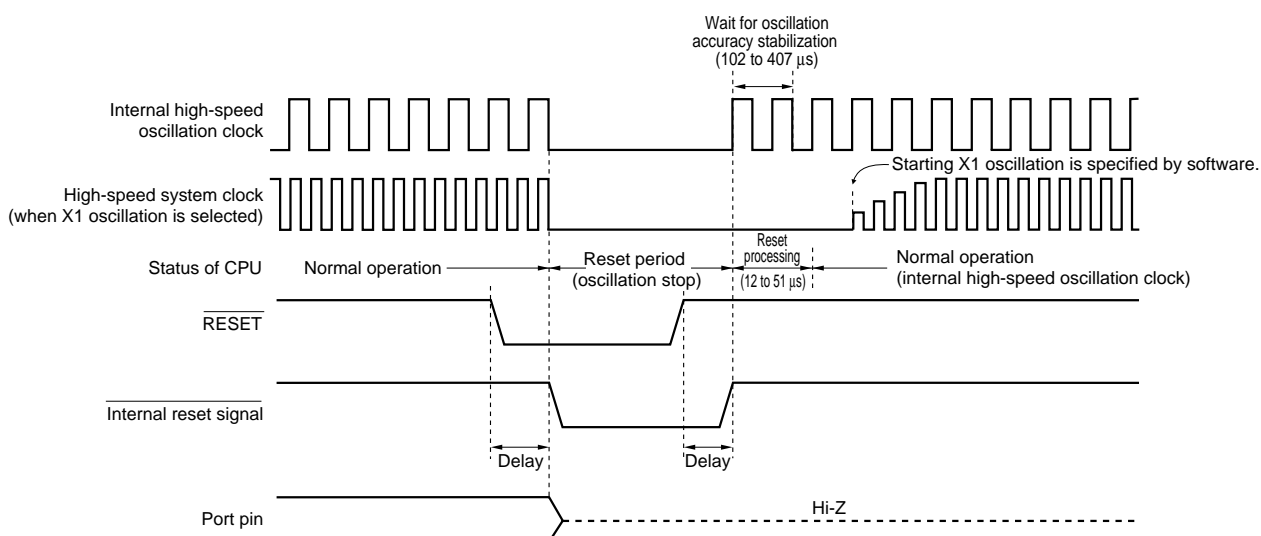 Wait for oscillation
accuracy stabilization
(102 to 407 μs)
Internal high-speed
oscillation clock
Starting X1 oscillation is specified by software.
High-speed system clock
(when X1 oscillation is selected)
Status of CPU
Normal operation
Reset period
(oscillation stop)
Reset
processing
(12 to 51 μs)
Normal operation
(internal high-speed oscillation clock)
RESET
Internal reset signal
Delay
Delay
Port pin
Hi-Z